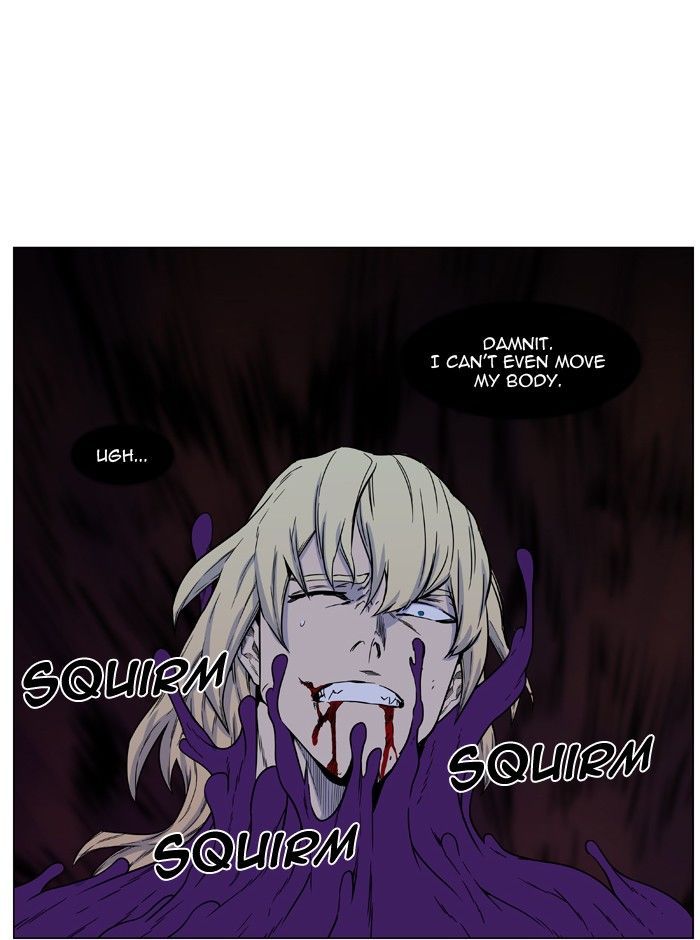 DAMNIT.
I CAN'T EVEN MOVE
MY BODY.
UGH...
SQUIRM
SQUIRM
SQUIRM